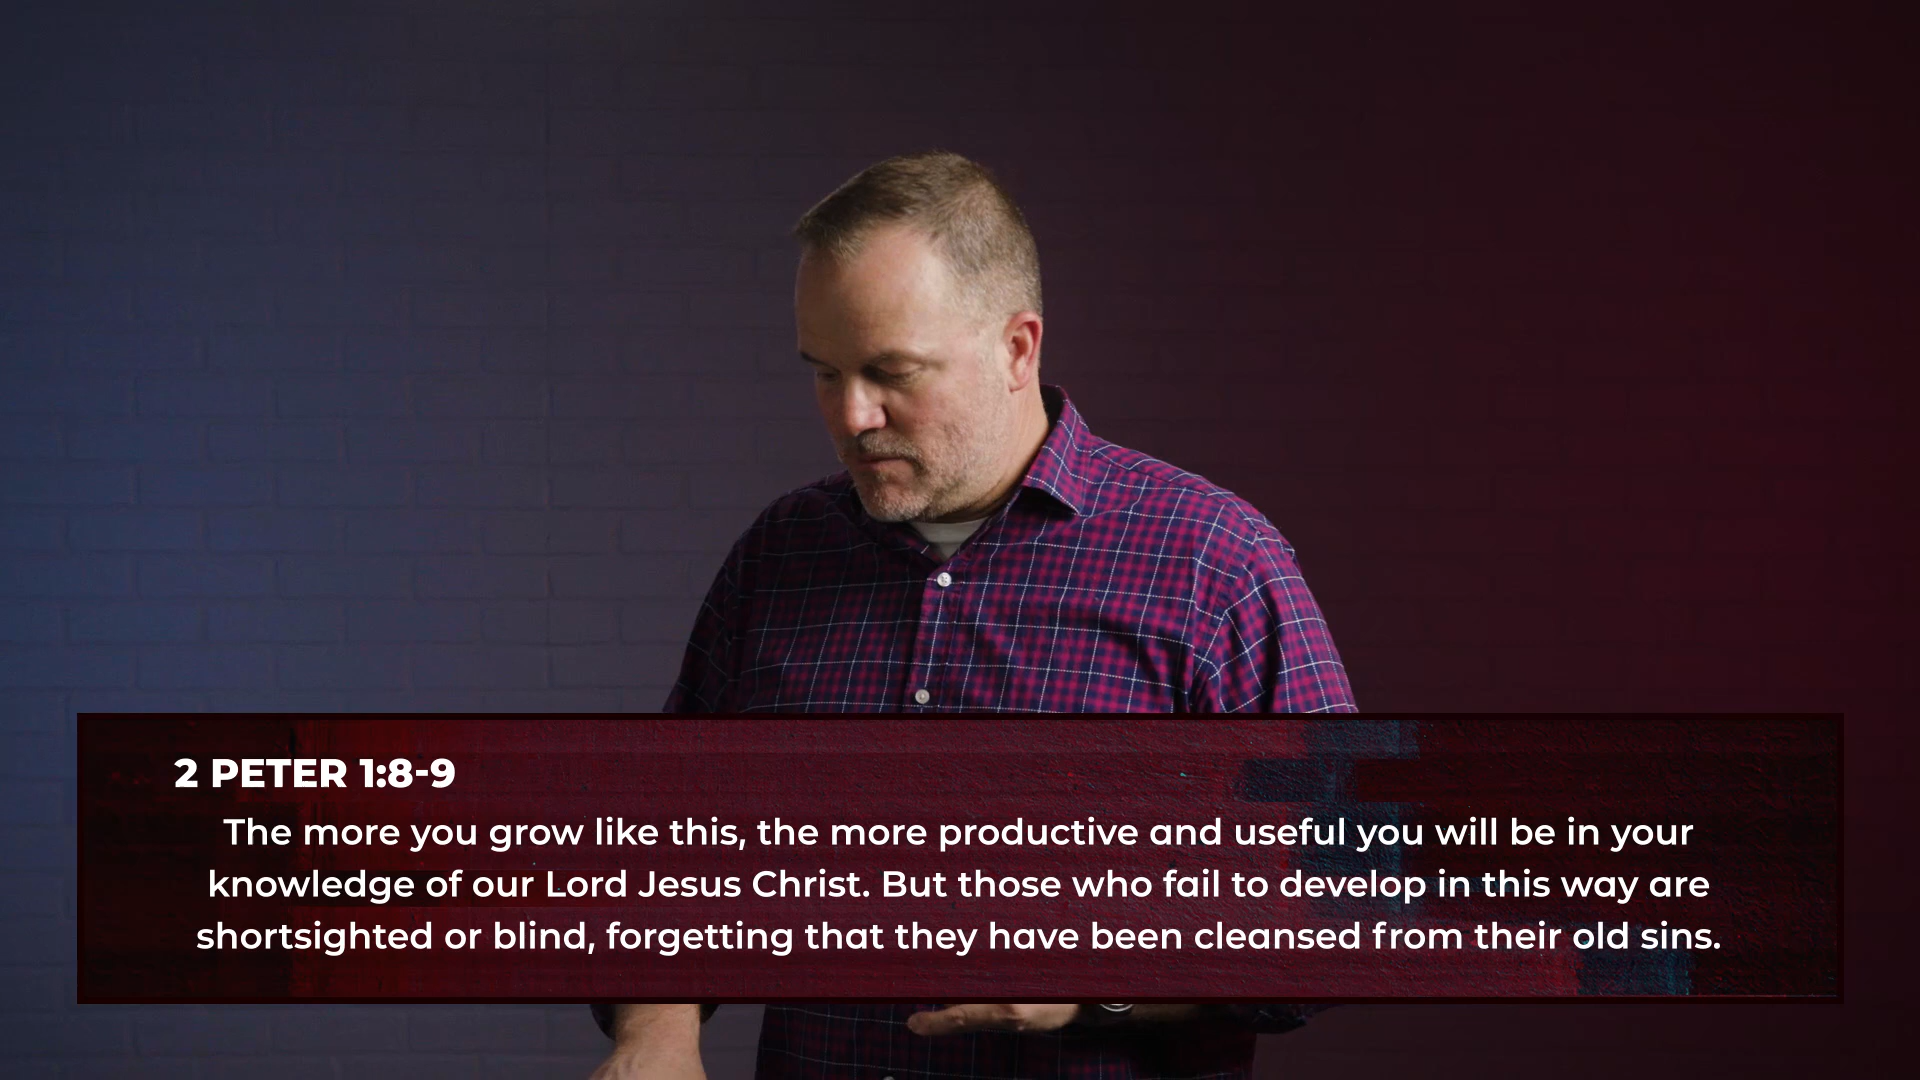 2 PETER 1:8-9
The more you grow like this, the more productive and useful you will be in your
knowledge of our Lord Jesus Christ. But those who fail to develop in this way are
shortsighted or blind, forgetting that they have been cleansed from their old sins.